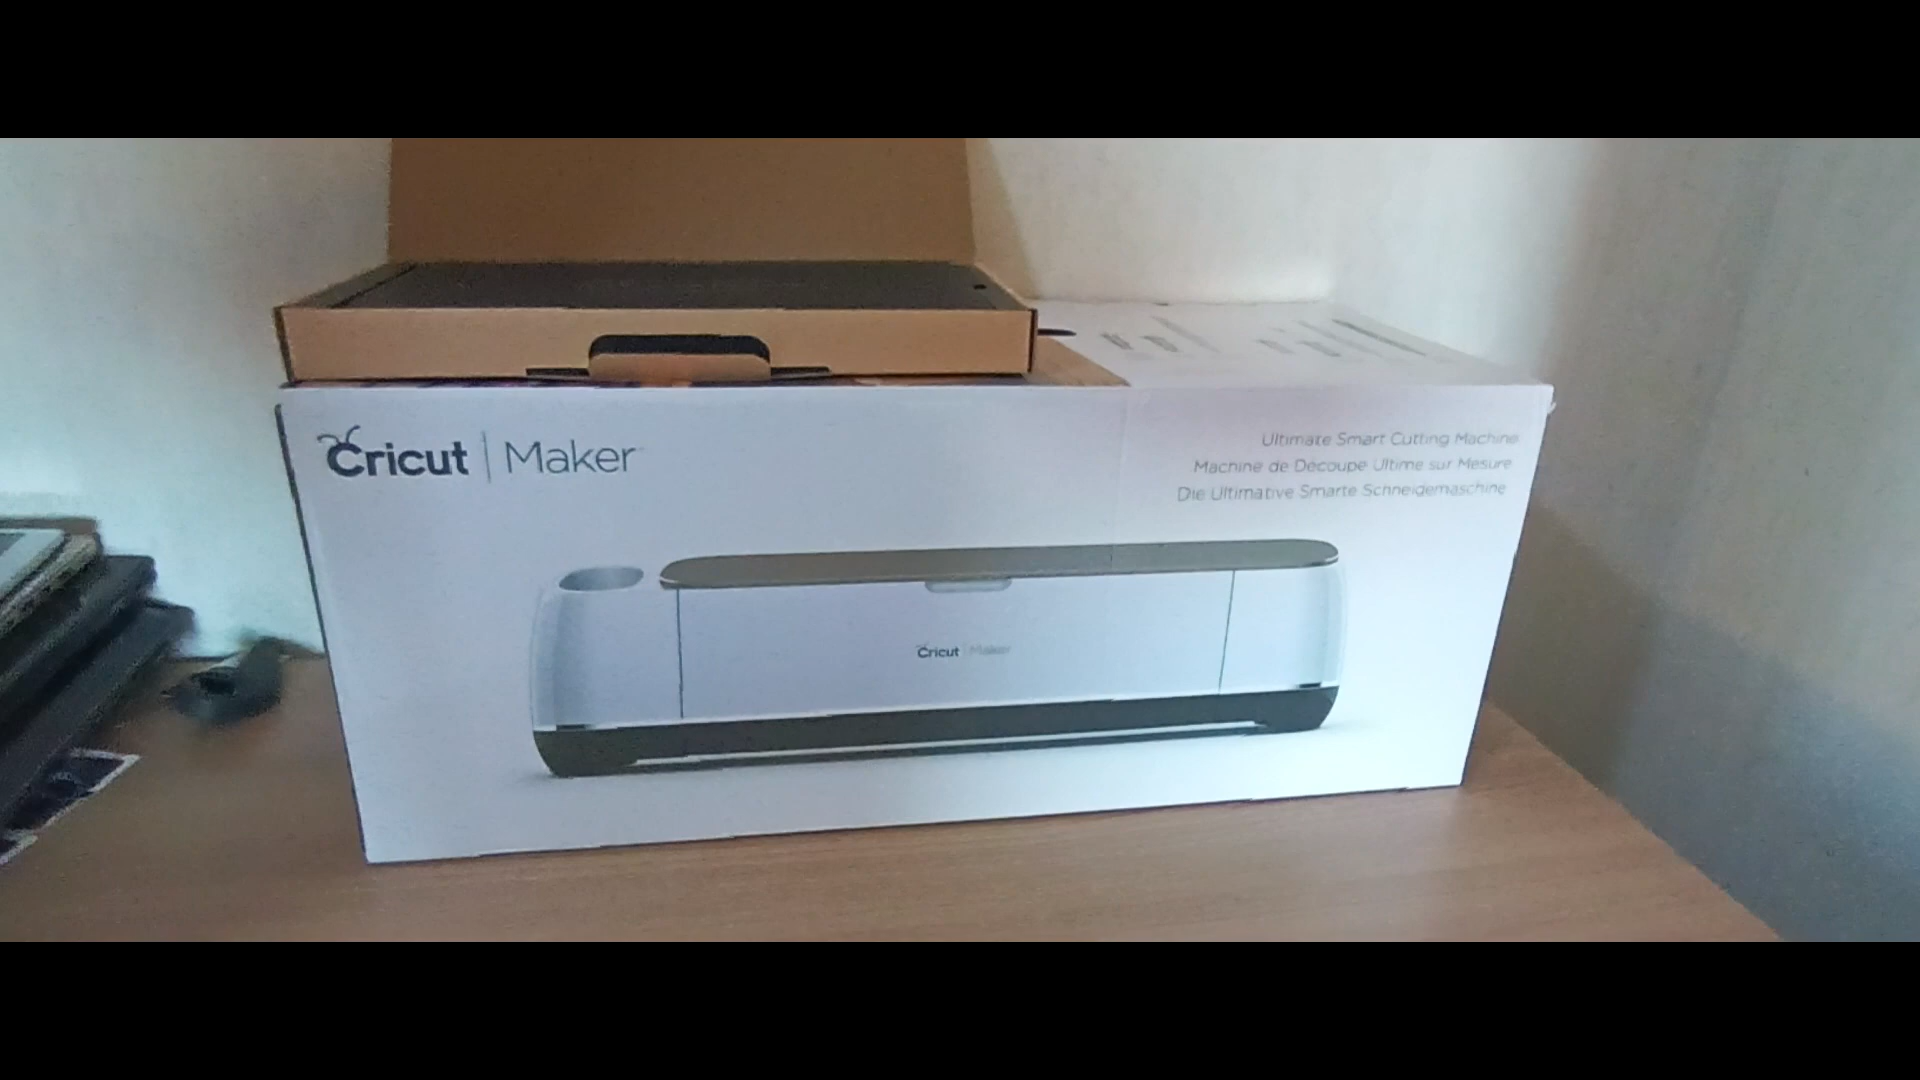 Cricut | Maker
Ultimate Smart Cutting Machine
Machine de Découpe Ultime sur Mesure
Die Ultimative Smarte Schneidemaschine
Cricut | Maker